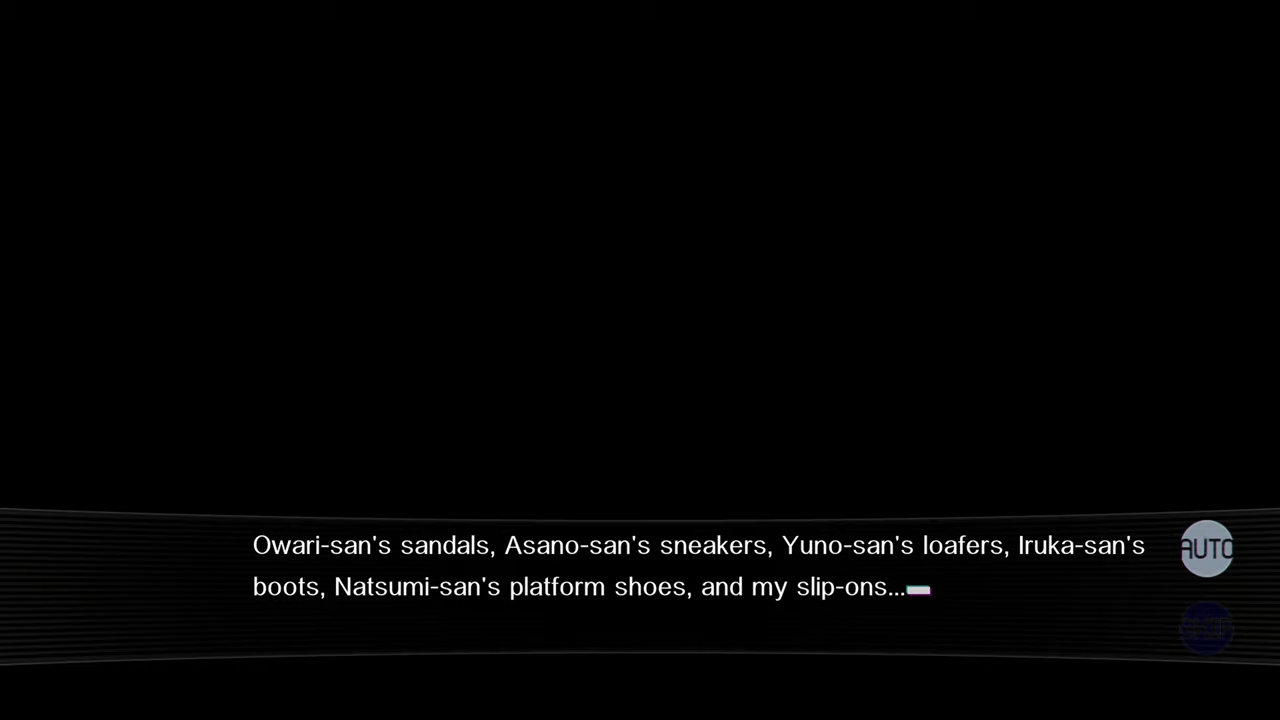 Owari-san's sandals, Asano-san's sneakers, Yuno-san's loafers, Iruka-san's
boots, Natsumi-san's platform shoes, and my slip-ons...
AUTO